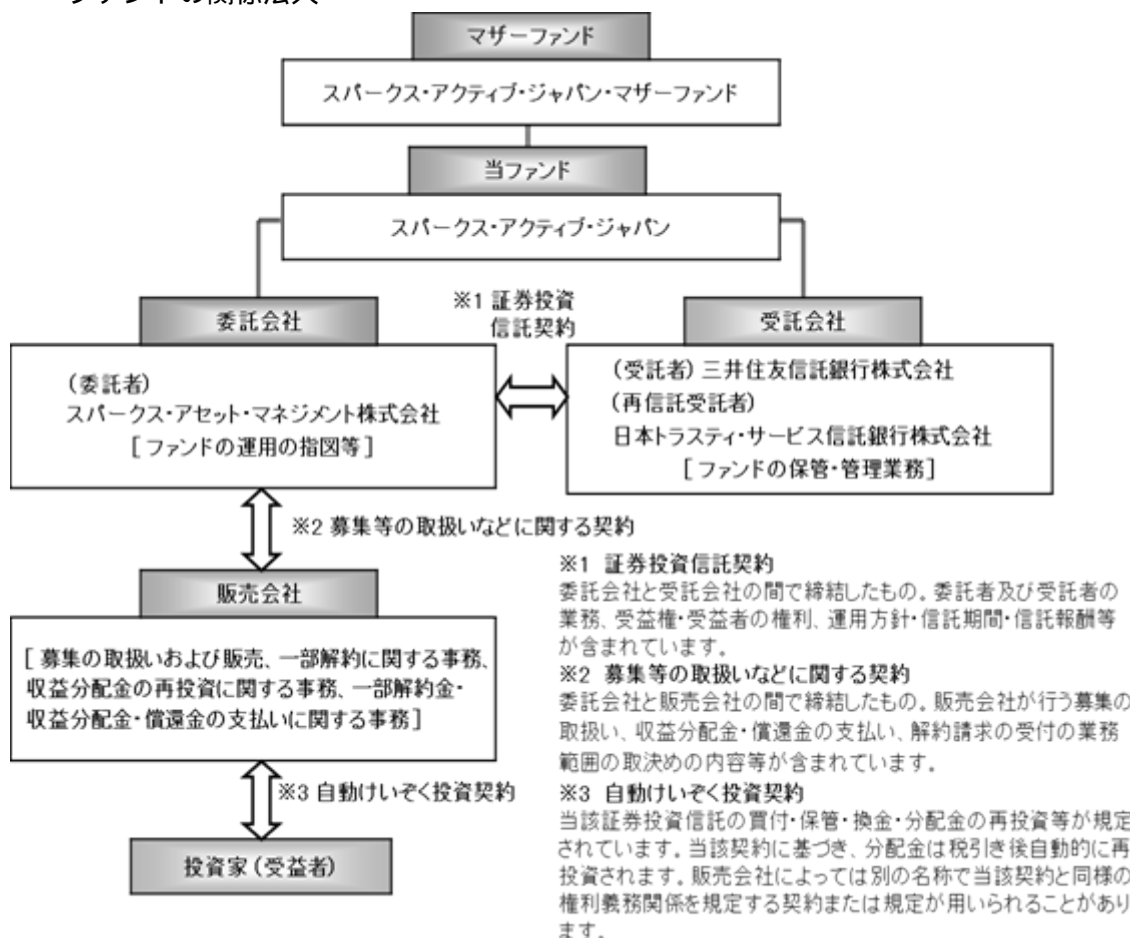 ファンドの関係法人
マザーファンド
スパークス・アクティブ・ジャパン・マザーファンド
当ファンド
スパークス・アクティブ・ジャパン
※1 証券投資
信託契約
委託会社
(委託者)
スパークス・アセット・マネジメント株式会社
[ファンドの運用の指図等]
受託会社
(受託者) 三井住友信託銀行株式会社
(再信託受託者)
日本トラスティ・サービス信託銀行株式会社
[ファンドの保管・管理業務]
※2 募集等の取扱いなどに関する契約
販売会社
[ 募集の取扱いおよび販売、一部解約に関する事務、
収益分配金の再投資に関する事務、一部解約金・
収益分配金・償還金の支払いに関する事務]
※3 自動けいぞく投資契約
投資家(受益者)
※1 証券投資信託契約
委託会社と受託会社の間で締結したもの。委託者及び受託者の
業務、受益権・受益者の権利、運用方針・信託期間・信託報酬等
が含まれています。
※2 募集等の取扱いなどに関する契約
委託会社と販売会社の間で締結したもの。販売会社が行う募集の
取扱い、収益分配金・償還金の支払い、解約請求の受付の業務
範囲の取決めの内容等が含まれています。
※3 自動けいぞく投資契約
当該証券投資信託の買付・保管・換金・分配金の再投資等が規定
されています。当該契約に基づき、分配金は税引き後自動的に再
投資されます。販売会社によっては別の名称で当該契約と同様の
権利義務関係を規定する契約または規定が用いられることがあり
ます。